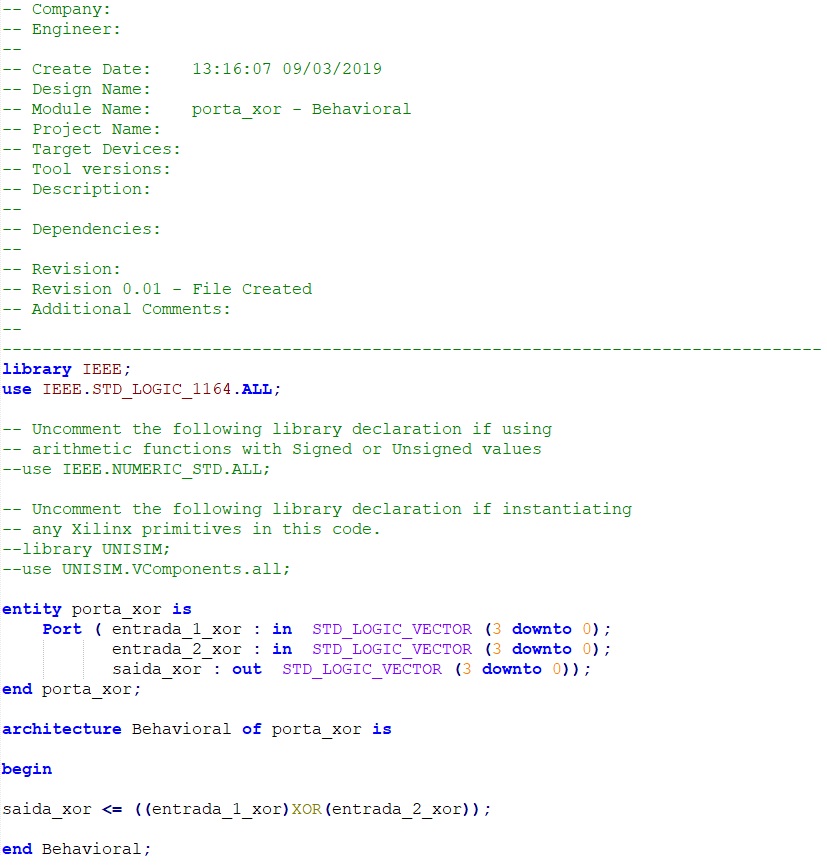 -- Company:
-- Engineer:
--
-- Create Date:    13:16:07 09/03/2019
-- Design Name:
-- Module Name:    porta_xor - Behavioral
-- Project Name:
-- Target Devices:
-- Tool versions:
-- Description:
--
-- Dependencies:
--
-- Revision:
-- Revision 0.01 - File Created
-- Additional Comments:
--
----------------------------------------------------------------------------------
library IEEE;
use IEEE.STD_LOGIC_1164.ALL;

-- Uncomment the following library declaration if using
-- arithmetic functions with Signed or Unsigned values
--use IEEE.NUMERIC_STD.ALL;

-- Uncomment the following library declaration if instantiating
-- any Xilinx primitives in this code.
--library UNISIM;
--use UNISIM.VComponents.all;

entity porta_xor is
    Port ( entrada_1_xor : in  STD_LOGIC_VECTOR (3 downto 0);
           entrada_2_xor : in  STD_LOGIC_VECTOR (3 downto 0);
           saida_xor : out  STD_LOGIC_VECTOR (3 downto 0));
end porta_xor;

architecture Behavioral of porta_xor is

begin

saida_xor <= ((entrada_1_xor)XOR(entrada_2_xor));

end Behavioral;